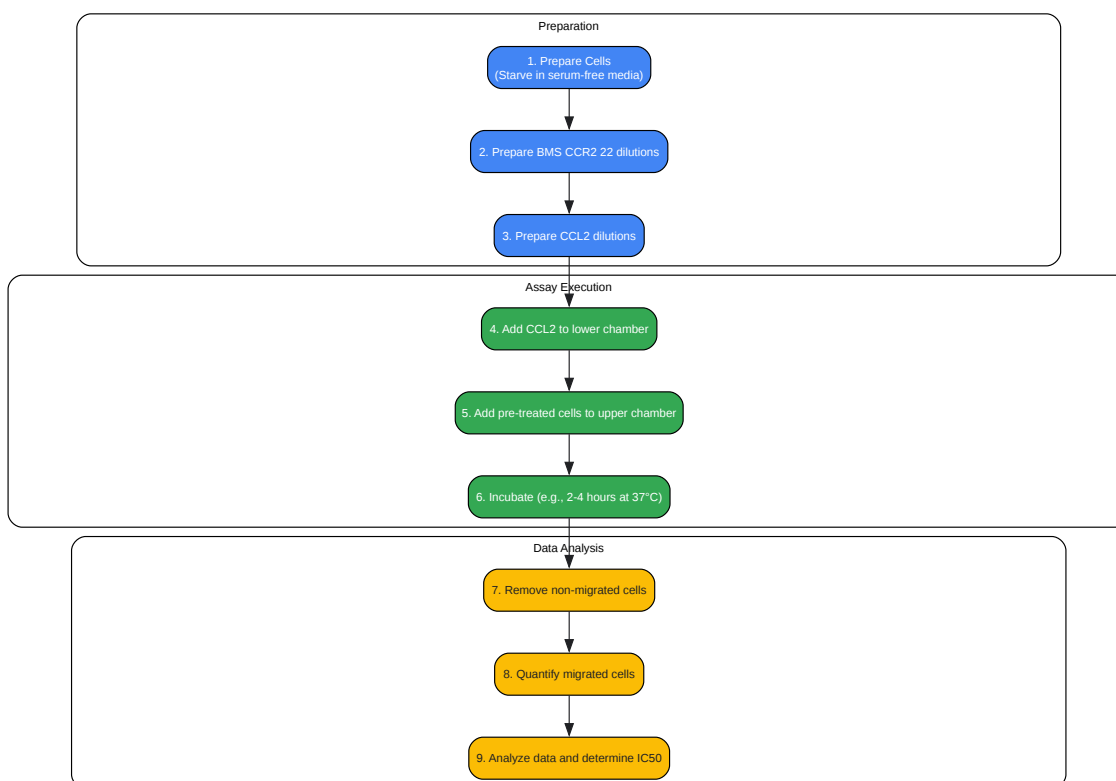 Preparation
1. Prepare Cells
(Starve in serum-free media)
2. Prepare BMS CCR2 22 dilutions
3. Prepare CCL2 dilutions
Assay Execution
4. Add CCL2 to lower chamber
5. Add pre-treated cells to upper chamber
6. Incubate (e.g., 2-4 hours at 37°C)
Data Analysis
7. Remove non-migrated cells
8. Quantify migrated cells
9. Analyze data and determine IC50